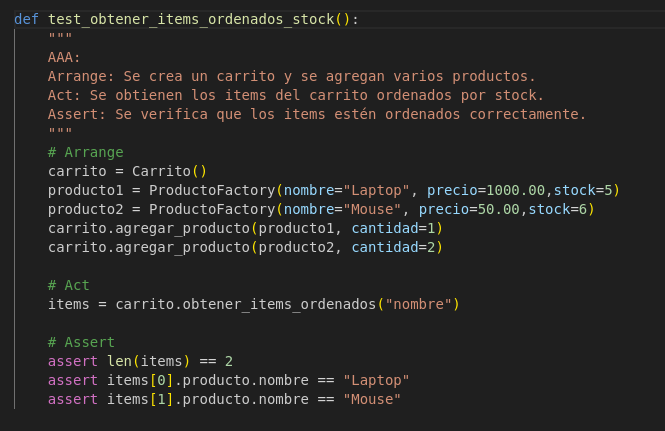 def test_obtener_items_ordenados_stock():
    """
    AAA:
    Arrange: Se crea un carrito y se agregan varios productos.
    Act: Se obtienen los items del carrito ordenados por stock.
    Assert: Se verifica que los items estén ordenados correctamente.
    """
    # Arrange
    carrito = Carrito()
    producto1 = ProductoFactory(nombre="Laptop", precio=1000.00,stock=5)
    producto2 = ProductoFactory(nombre="Mouse", precio=50.00,stock=6)
    carrito.agregar_producto(producto1, cantidad=1)
    carrito.agregar_producto(producto2, cantidad=2)

    # Act
    items = carrito.obtener_items_ordenados("nombre")

    # Assert
    assert len(items) == 2
    assert items[0].producto.nombre == "Laptop"
    assert items[1].producto.nombre == "Mouse"